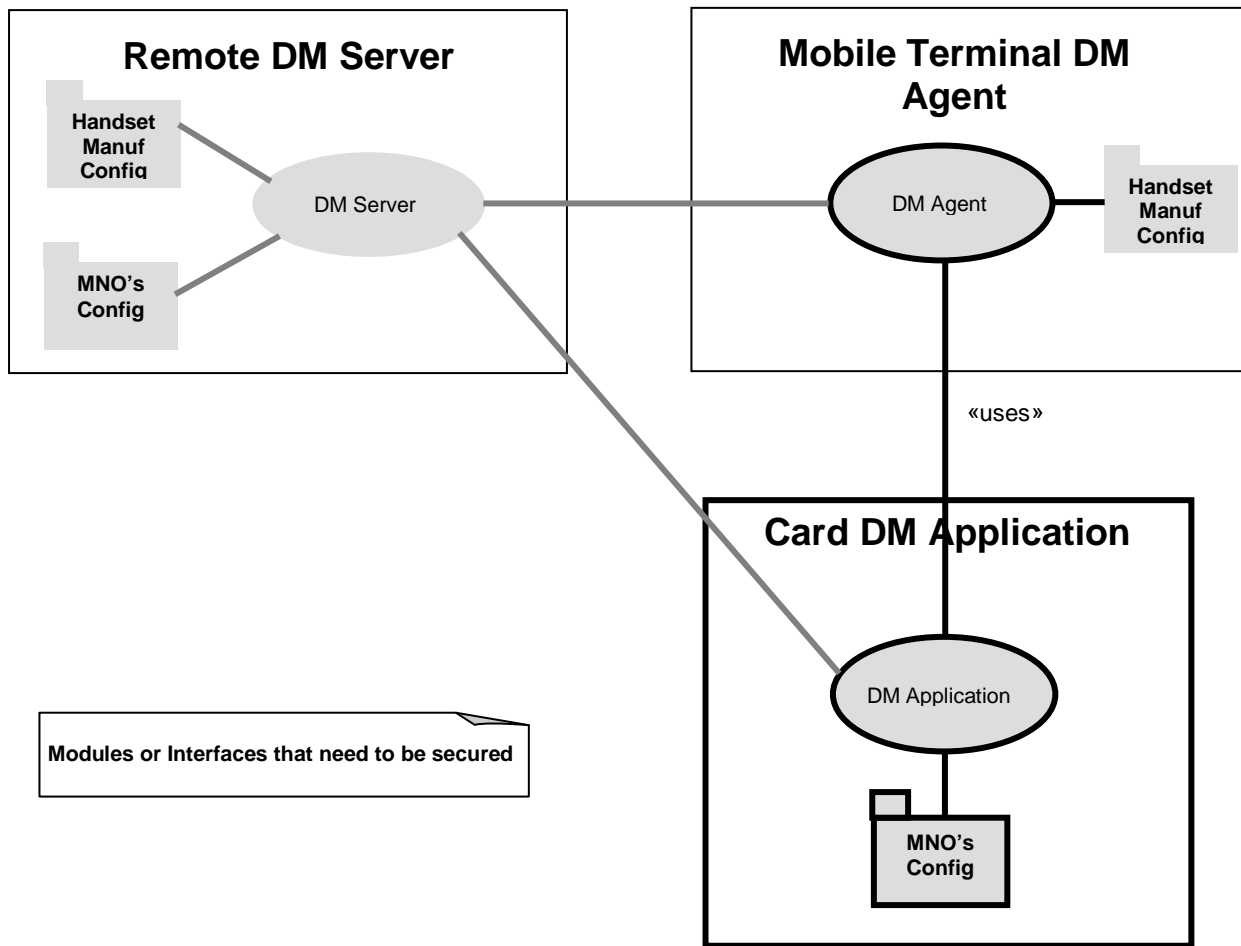 Remote DM Server
Handset
Manuf
Config
DM Server
MNO's
Config
Mobile Terminal DM
Agent
DM Agent
Handset
Manuf
Config
«uses»
Card DM Application
DM Application
MNO's
Config
Modules or Interfaces that need to be secured